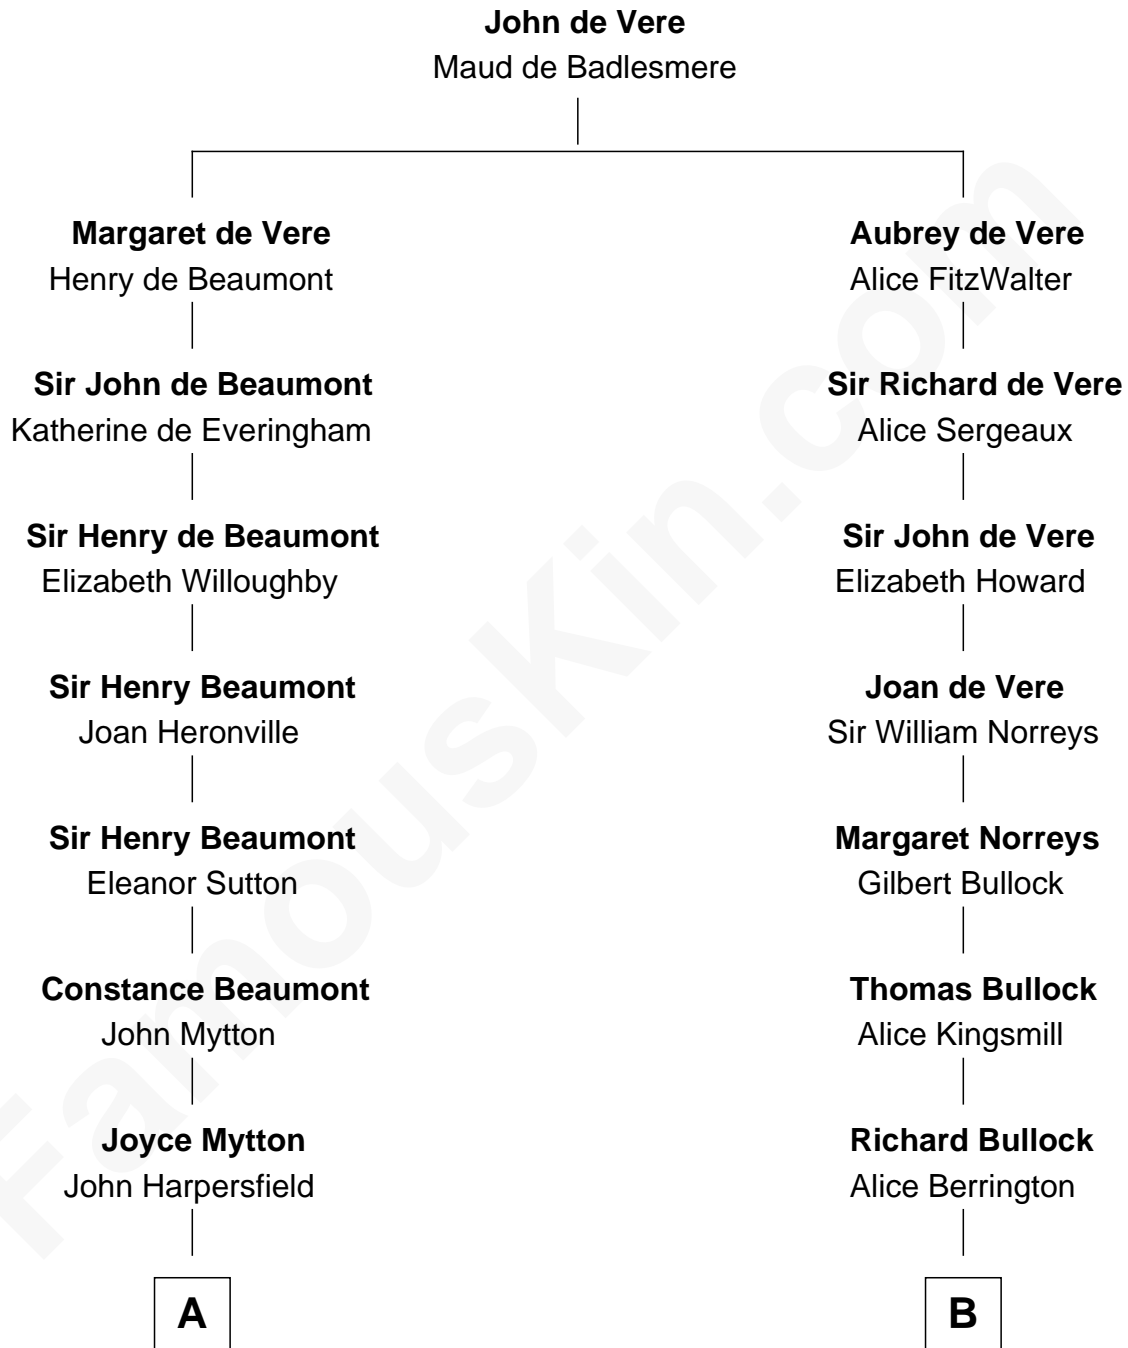 John de Vere
Maud de Badlesmere
Margaret de Vere
Henry de Beaumont
Sir John de Beaumont
Katherine de Everingham
Sir Henry de Beaumont
Elizabeth Willoughby
Sir Henry Beaumont
Joan Heronville
Sir Henry Beaumont
Eleanor Sutton
Constance Beaumont
John Mytton
Joyce Mytton
John Harpersfield
A
Aubrey de Vere
Alice FitzWalter
Sir Richard de Vere
Alice Sergeaux
Sir John de Vere
Elizabeth Howard
Joan de Vere
Sir William Norreys
Margaret Norreys
Gilbert Bullock
Thomas Bullock
Alice Kingsmill
Richard Bullock
Alice Berrington
B
FamousKin.com